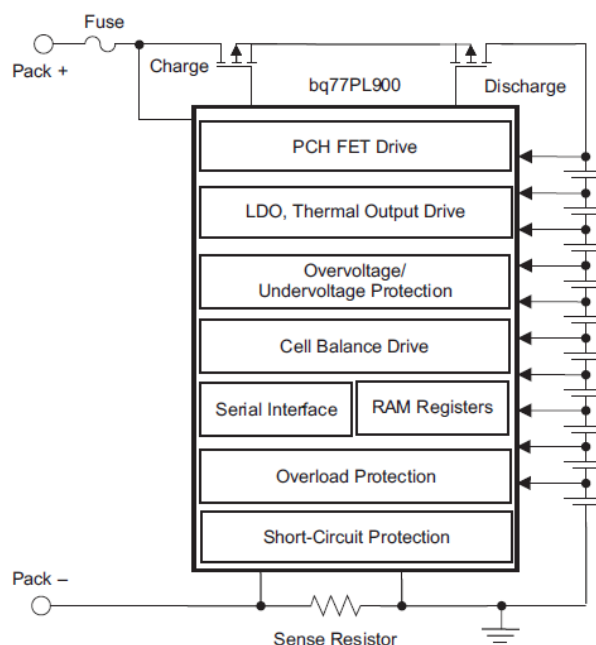 Fuse
Pack +
Charge
bq77PL900
Discharge
PCH FET Drive
LDO, Thermal Output Drive
Overvoltage/
Undervoltage Protection
Cell Balance Drive
Serial Interface
RAM Registers
Overload Protection
Short-Circuit Protection
Pack –
Sense Resistor